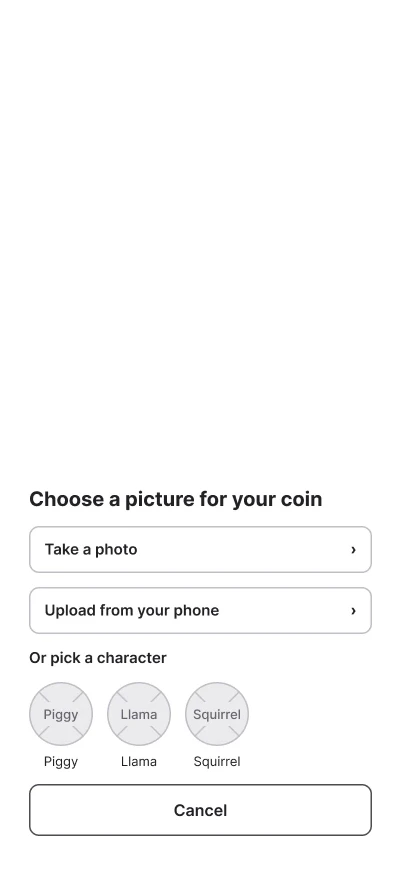 Choose a picture for your coin
Take a photo ›
Upload from your phone ›
Or pick a character
Piggy Llama Squirrel
Piggy Llama Squirrel
Cancel